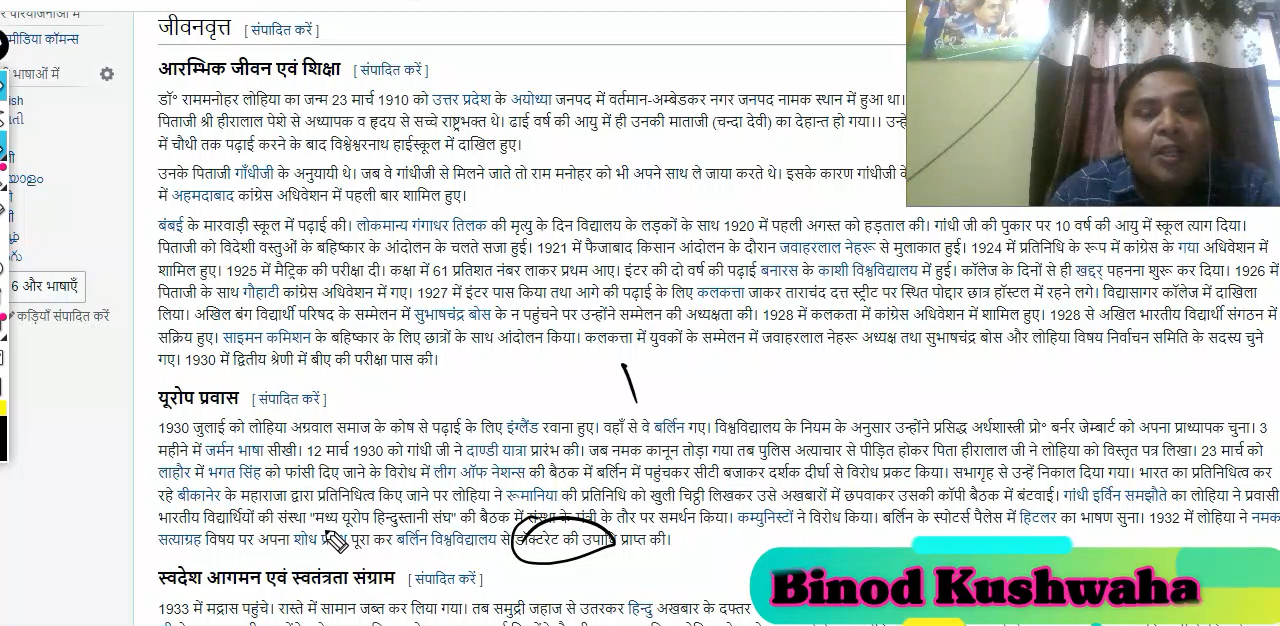 जीवनवृत्त [ संपादित करें ]
मीडिया कॉमन्स
भाषाओं में
आरम्भिक जीवन एवं शिक्षा [ संपादित करें ]
ish
डॉ० राममनोहर लोहिया का जन्म 23 मार्च 1910 को उत्तर प्रदेश के अयोध्या जनपद में वर्तमान-अम्बेडकर नगर जनपद नामक स्थान में हुआ था।
पिताजी श्री हीरालाल पेशे से अध्यापक व हृदय से सच्चे राष्ट्रभक्त थे। ढाई वर्ष की आयु में ही उनकी माताजी (चन्दा देवी) का देहान्त हो गया।। उन्हें
में चौथी तक पढ़ाई करने के बाद विश्वेश्वरनाथ हाईस्कूल में दाखिल हुए।
उनके पिताजी गाँधीजी के अनुयायी थे। जब वे गांधीजी से मिलने जाते तो राम मनोहर को भी अपने साथ ले जाया करते थे। इसके कारण गांधीजी के
में अहमदाबाद कांग्रेस अधिवेशन में पहली बार शामिल हुए।
बंबई के मारवाड़ी स्कूल में पढ़ाई की। लोकमान्य गंगाधर तिलक की मृत्यु के दिन विद्यालय के लड़कों के साथ 1920 में पहली अगस्त को हड़ताल की। गांधी जी की पुकार पर 10 वर्ष की आयु में स्कूल त्याग दिया।
पिताजी को विदेशी वस्तुओं के बहिष्कार के आंदोलन के चलते सजा हुई। 1921 में फैजाबाद किसान आंदोलन के दौरान जवाहरलाल नेहरू से मुलाकात हुई। 1924 में प्रतिनिधि के रूप में कांग्रेस के गया अधिवेशन में
शामिल हुए। 1925 में मैट्रिक की परीक्षा दी। कक्षा में 61 प्रतिशत नंबर लाकर प्रथम आए। इंटर की दो वर्ष की पढ़ाई बनारस के काशी विश्वविद्यालय में हुई। कॉलेज के दिनों से ही खद्दर् पहनना शुरू कर दिया। 1926 में
पिताजी के साथ गौहाटी कांग्रेस अधिवेशन में गए। 1927 में इंटर पास किया तथा आगे की पढ़ाई के लिए कलकत्ता जाकर ताराचंद दत्त स्ट्रीट पर स्थित पोद्दार छात्र हॉस्टल में रहने लगे। विद्यासागर कॉलेज में दाखिला
6 और भाषाएँ
लिया। अखिल बंग विद्यार्थी परिषद के सम्मेलन में सुभाषचंद्र बोस के न पहुंचने पर उन्होंने सम्मेलन की अध्यक्षता की। 1928 में कलकता में कांग्रेस अधिवेशन में शामिल हुए। 1928 से अखिल भारतीय विद्यार्थी संगठन में
कड़ियाँ संपादित करें
सक्रिय हुए। साइमन कमिशन के बहिष्कार के लिए छात्रों के साथ आंदोलन किया। कलकत्ता में युवकों के सम्मेलन में जवाहरलाल नेहरू अध्यक्ष तथा सुभाषचंद्र बोस और लोहिया विषय निर्वाचन समिति के सदस्य चुने
गए। 1930 में द्वितीय श्रेणी में बीए की परीक्षा पास की।
यूरोप प्रवास [ संपादित करें ]
1930 जुलाई को लोहिया अग्रवाल समाज के कोष से पढ़ाई के लिए इंग्लैंड रवाना हुए। वहाँ से वे बर्लिन गए। विश्वविद्यालय के नियम के अनुसार उन्होंने प्रसिद्ध अर्थशास्त्री प्रो० बर्नर जेम्बार्ट को अपना प्राध्यापक चुना। 3
महीने में जर्मन भाषा सीखी। 12 मार्च 1930 को गांधी जी ने दाण्डी यात्रा प्रारंभ की। जब नमक कानून तोड़ा गया तब पुलिस अत्याचार से पीड़ित होकर पिता हीरालाल जी ने लोहिया को विस्तृत पत्र लिखा। 23 मार्च को
लाहौर में भगत सिंह को फांसी दिए जाने के विरोध में लीग ऑफ नेशन्स की बैठक में बर्लिन में पहुंचकर सीटी बजाकर दर्शक दीर्घा से विरोध प्रकट किया। सभागृह से उन्हें निकाल दिया गया। भारत का प्रतिनिधित्व कर
रहे बीकानेर के महाराजा द्वारा प्रतिनिधित्व किए जाने पर लोहिया ने रूमानिया की प्रतिनिधि को खुली चिट्ठी लिखकर उसे अखबारों में छपवाकर उसकी कॉपी बैठक में बंटवाई। गांधी इर्विन समझौते का लोहिया ने प्रवासी
भारतीय विद्यार्थियों की संस्था "मध्य यूरोप हिन्दुस्तानी संघ" की बैठक में संस्था के मंत्री के तौर पर समर्थन किया। कम्युनिस्टों ने विरोध किया। बर्लिन के स्पोटर्स पैलेस में हिटलर का भाषण सुना। 1932 में लोहिया ने नमक
सत्याग्रह विषय पर अपना शोध पूरा कर बर्लिन विश्वविद्यालय से डॉक्टरेट की उपाधि प्राप्त की।
स्वदेश आगमन एवं स्वतंत्रता संग्राम [ संपादित करें ]
1933 में मद्रास पहुंचे। रास्ते में सामान जब्त कर लिया गया। तब समुद्री जहाज से उतरकर हिन्दु अखबार के दफ्तर
Binod Kushwaha